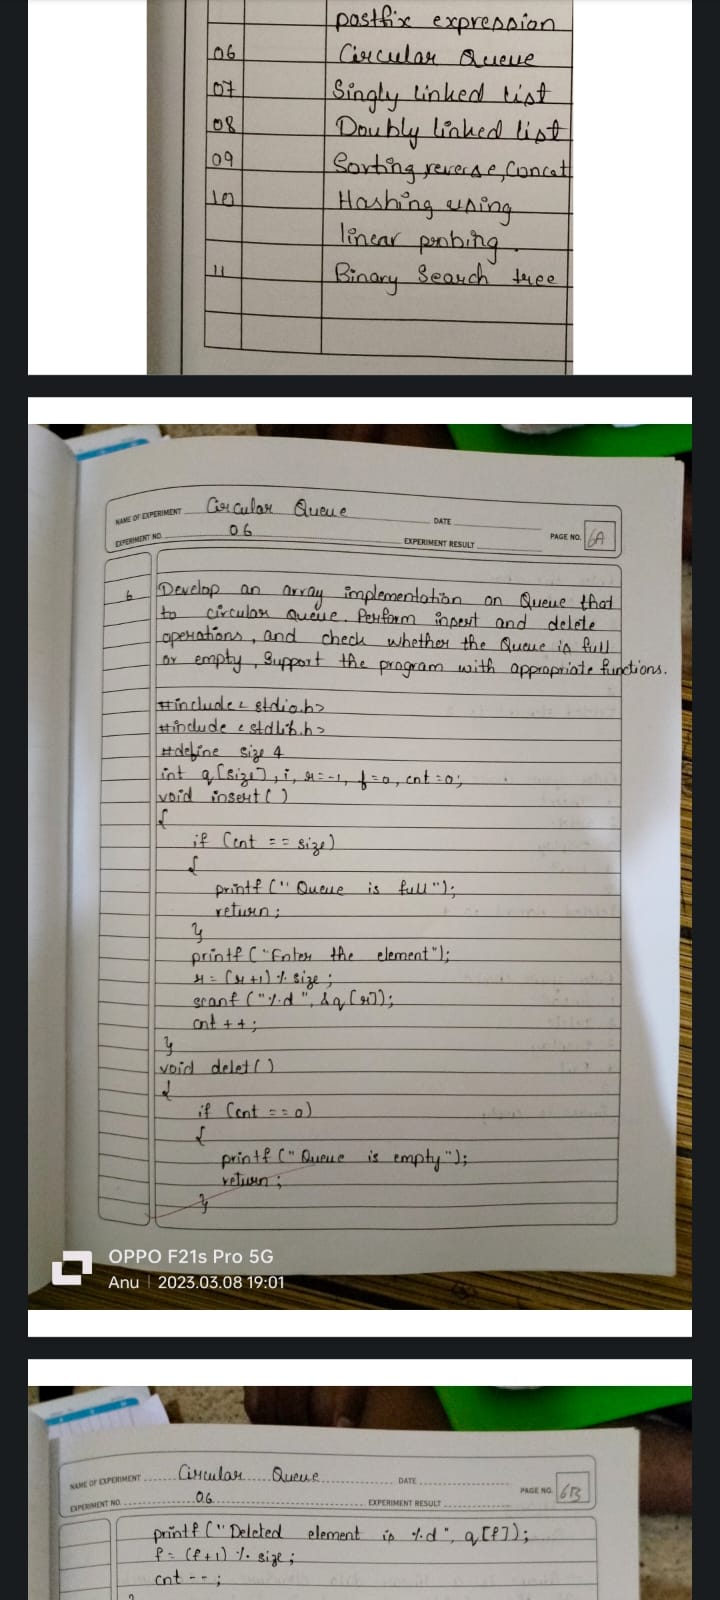 postfix expression
06 Circular Queue
07 Singly linked list
08 Doubly linked list
09 Sorting, reverse, Concat
10 Hashing using
linear probing.
11 Binary Search tree
NAME OF EXPERIMENT Circular Queue DATE
EXPERIMENT NO. 06 EXPERIMENT RESULT PAGE NO. 6A
6 Develop an array implementation on Queue that
to circular queue. Perform insert and delete
operations, and check whether the Queue is full
or empty, Support the program with appropriate functions.
#include < stdio.h>
#include < stdlib.h>
#define size 4
int q[size], i, r=-1, f=0, cnt=0;
void insert()
{
if (cnt == size)
{
printf (" Queue is full");
return;
}
printf ("Enter the element");
r= (r+1) % size;
scanf ("%d", &q[r]);
cnt ++;
}
void delet()
{
if (cnt == 0)
{
printf (" Queue is empty");
return;
}
OPPO F21s Pro 5G
Anu | 2023.03.08 19:01
NAME OF EXPERIMENT Circular Queue DATE
EXPERIMENT NO. 06 EXPERIMENT RESULT PAGE NO. 6B
printf ("Deleted element is %d", q[f]);
f= (f+1) % size;
cnt --;